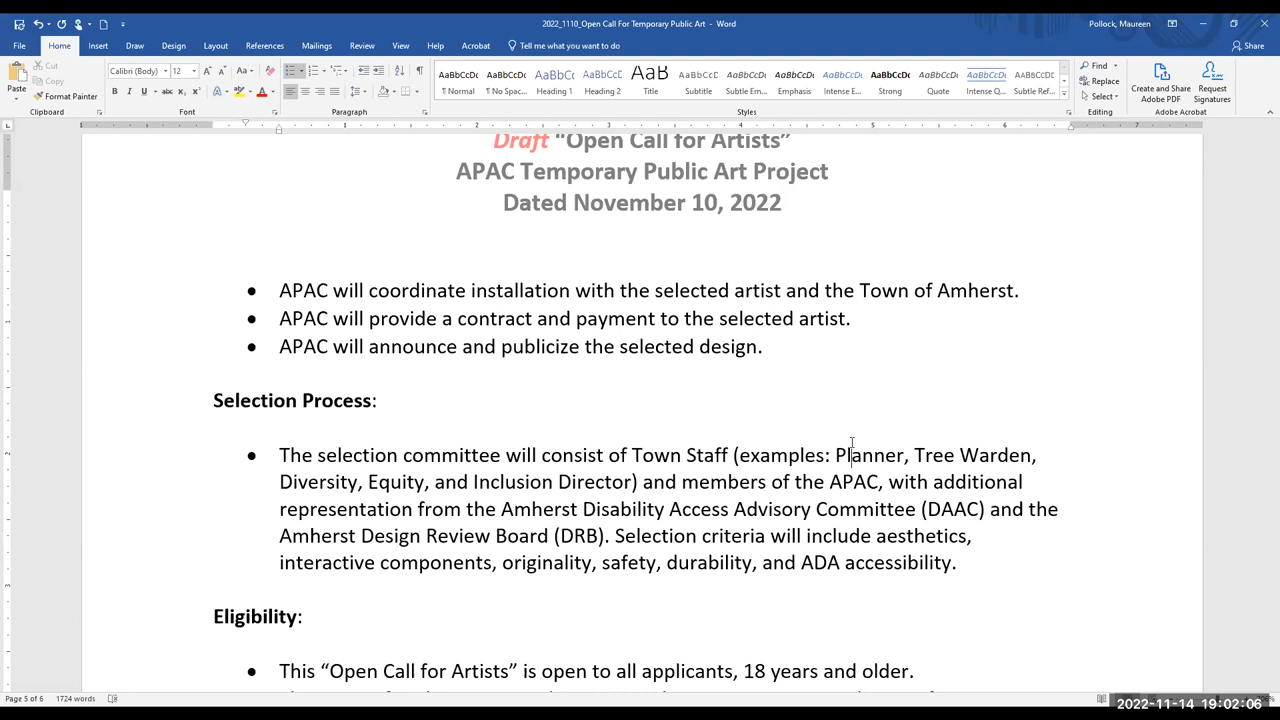 2022_1110_Open Call For Temporary Public Art - Word
Pollock, Maureen
File Home Insert Draw Design Layout References Mailings Review View Help Acrobat Tell me what you want to do Share
Paste
Cut
Copy
Format Painter
Clipboard
Calibri (Body) 12
Font
Paragraph
¶ Normal
¶ No Spac...
Heading 1
Heading 2
Title
Subtitle
Subtle Em...
Emphasis
Intense E...
Strong
Quote
Intense Q...
Subtle Ref...
Styles
Find
Replace
Select
Editing
Create and Share
Adobe PDF
Request
Signatures
Adobe Acrobat
Draft “Open Call for Artists”
APAC Temporary Public Art Project
Dated November 10, 2022
• APAC will coordinate installation with the selected artist and the Town of Amherst.
• APAC will provide a contract and payment to the selected artist.
• APAC will announce and publicize the selected design.
Selection Process:
• The selection committee will consist of Town Staff (examples: Planner, Tree Warden,
Diversity, Equity, and Inclusion Director) and members of the APAC, with additional
representation from the Amherst Disability Access Advisory Committee (DAAC) and the
Amherst Design Review Board (DRB). Selection criteria will include aesthetics,
interactive components, originality, safety, durability, and ADA accessibility.
Eligibility:
• This “Open Call for Artists” is open to all applicants, 18 years and older.
Page 5 of 6 1724 words
2022-11-14 19:02:06